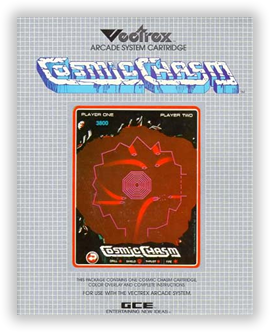 Vectrex
ARCADE SYSTEM CARTRIDGE
COSMIC CHASM
PLAYER ONE PLAYER TWO
3800
COSMIC CHASM
THIS PACKAGE CONTAINS ONE COSMIC CHASM CARTRIDGE,
COLOR OVERLAY AND COMPLETE INSTRUCTIONS
FOR USE WITH THE VECTREX ARCADE SYSTEM.
GCE
ENTERTAINING NEW IDEAS